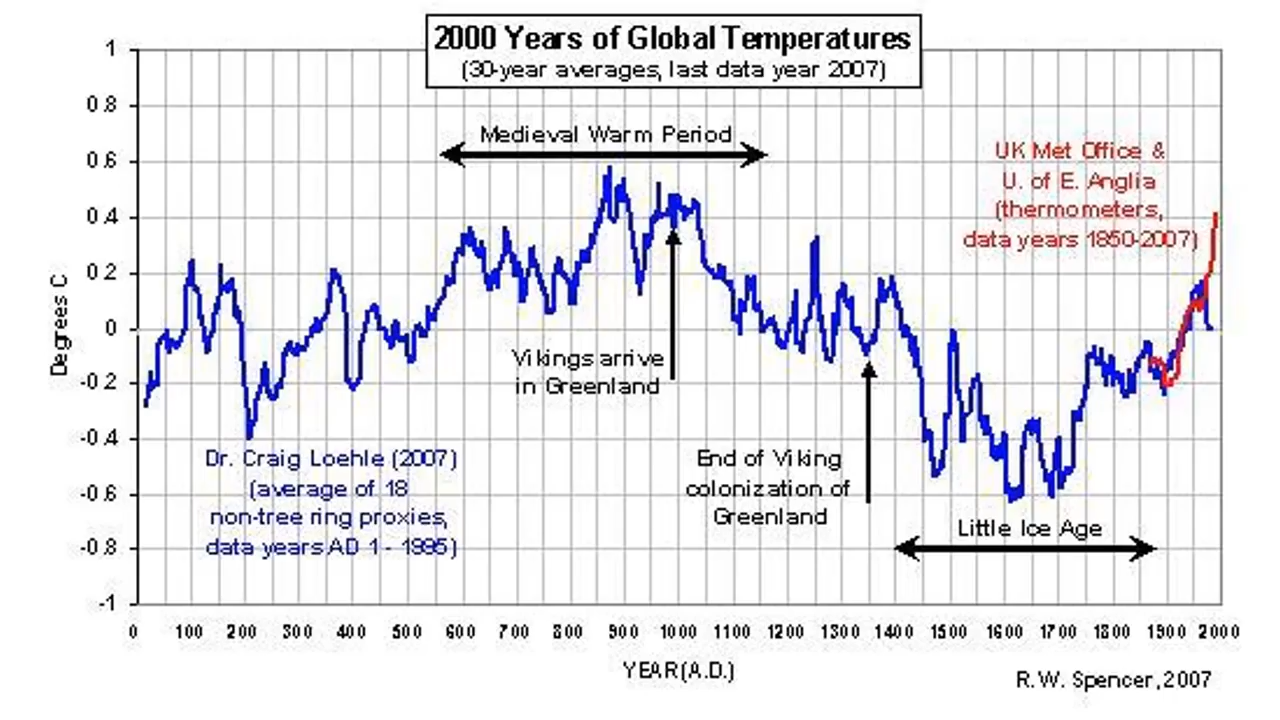 2000 Years of Global Temperatures
(30-year averages, last data year 2007)
1
0.8
0.6
0.4
0.2
0
-0.2
-0.4
-0.6
-0.8
-1
Degrees C
Medieval Warm Period
UK Met Office &
U. of E. Anglia
(thermometers,
data years 1850-2007)
Vikings arrive
in Greenland
Dr. Craig Loehle (2007)
(average of 18
non-tree ring proxies,
data years AD 1 - 1995)
End of Viking
colonization of
Greenland
Little Ice Age
0 100 200 300 400 500 600 700 800 900 1000 1100 1200 1300 1400 1500 1600 1700 1800 1900 2000
YEAR (A.D.)
R.W. Spencer, 2007